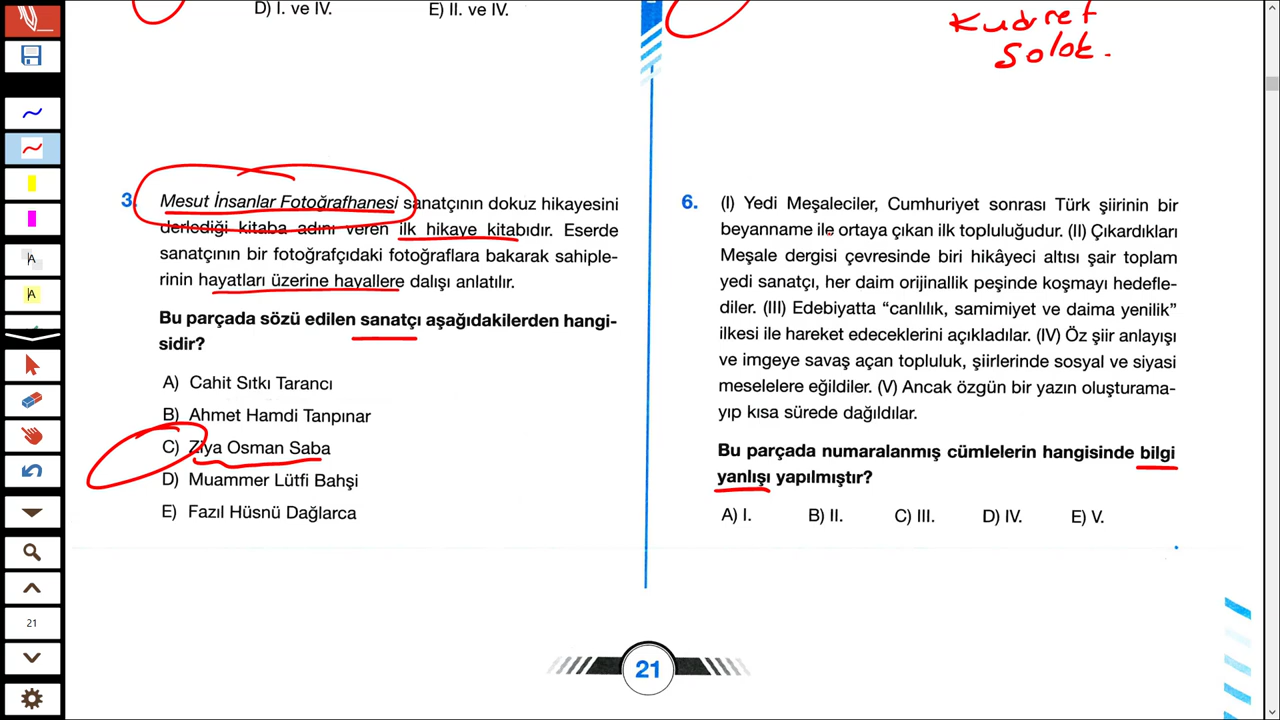 D) I. ve IV.
E) II. ve IV.
Kudret
Solok.
3. Mesut İnsanlar Fotoğrafhanesi sanatçının dokuz hikayesini
derlediği kitaba adını veren ilk hikaye kitabıdır. Eserde
sanatçının bir fotoğrafçıdaki fotoğraflara bakarak sahiple-
rinin hayatları üzerine hayallere dalışı anlatılır.
Bu parçada sözü edilen sanatçı aşağıdakilerden hangi-
sidir?
A) Cahit Sıtkı Tarancı
B) Ahmet Hamdi Tanpınar
C) Ziya Osman Saba
D) Muammer Lütfi Bahşi
E) Fazıl Hüsnü Dağlarca
6. (I) Yedi Meşaleciler, Cumhuriyet sonrası Türk şiirinin bir
beyanname ile ortaya çıkan ilk topluluğudur. (II) Çıkardıkları
Meşale dergisi çevresinde biri hikâyeci altısı şair toplam
yedi sanatçı, her daim orijinallik peşinde koşmayı hedefle-
diler. (III) Edebiyatta “canlılık, samimiyet ve daima yenilik”
ilkesi ile hareket edeceklerini açıkladılar. (IV) Öz şiir anlayışı
ve imgeye savaş açan topluluk, şiirlerinde sosyal ve siyasi
meselelere eğildiler. (V) Ancak özgün bir yazın oluşturama-
yıp kısa sürede dağıldılar.
Bu parçada numaralanmış cümlelerin hangisinde bilgi
yanlışı yapılmıştır?
A) I. B) II. C) III. D) IV. E) V.
21
A
A
21